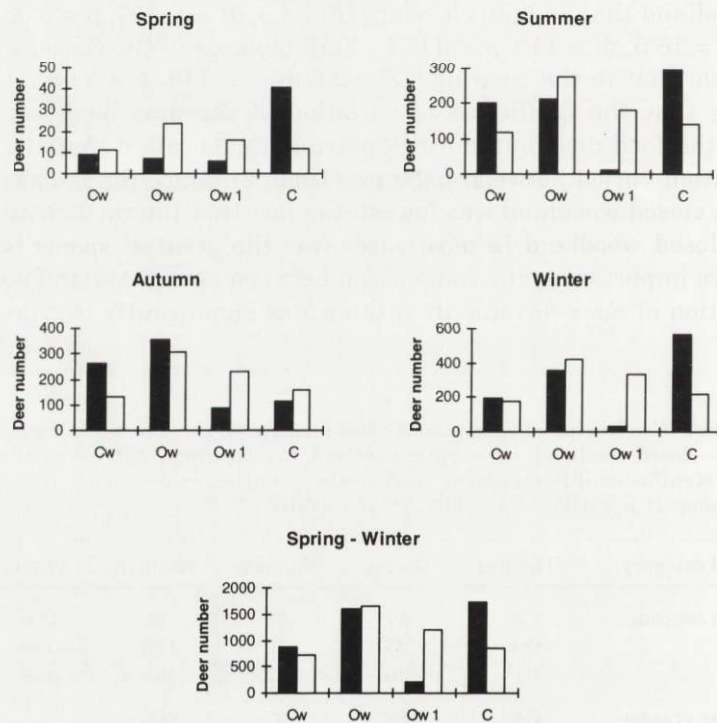 Spring
Deer number
50
40
30
20
10
0
Cw Ow Ow 1 C
Summer
Deer number
300
200
100
0
Cw Ow Ow 1 C
Autumn
Deer number
400
300
200
100
0
Cw Ow Ow 1 C
Winter
Deer number
600
400
200
0
Cw Ow Ow 1 C
Spring - Winter
Deer number
2000
1500
1000
500
0
Cw Ow Ow 1 C